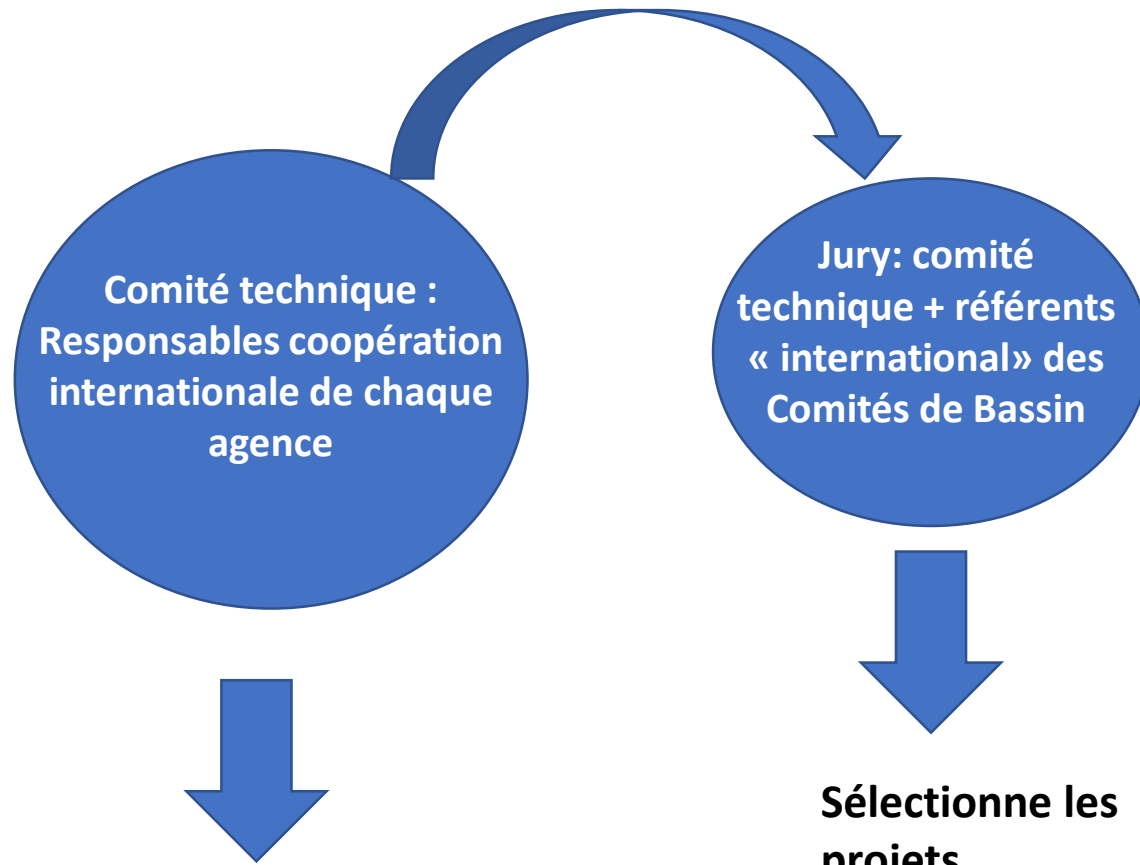 Comité technique :
Responsables coopération
internationale de chaque
agence
Jury: comité
technique + référents
« international» des
Comités de Bassin
Sélectionne les
projets